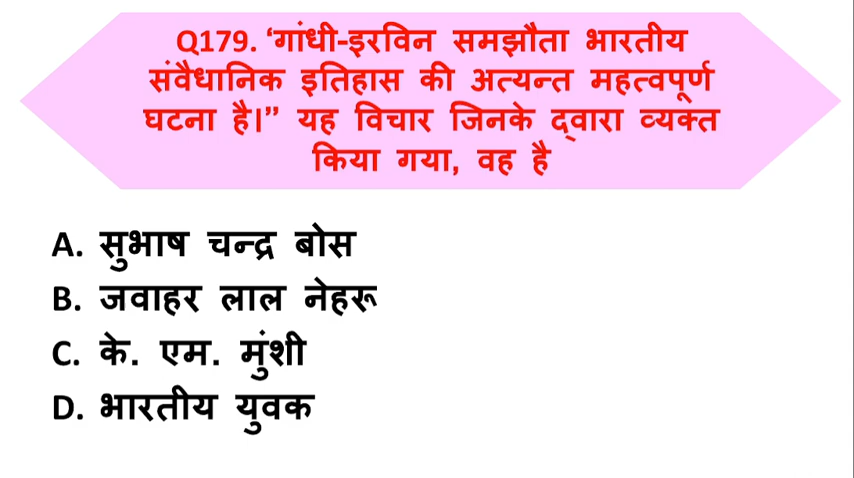 Q179. ‘गांधी-इरविन समझौता भारतीय
संवैधानिक इतिहास की अत्यन्त महत्वपूर्ण
घटना है।” यह विचार जिनके द्वारा व्यक्त
किया गया, वह है
A. सुभाष चन्द्र बोस
B. जवाहर लाल नेहरू
C. के. एम. मुंशी
D. भारतीय युवक